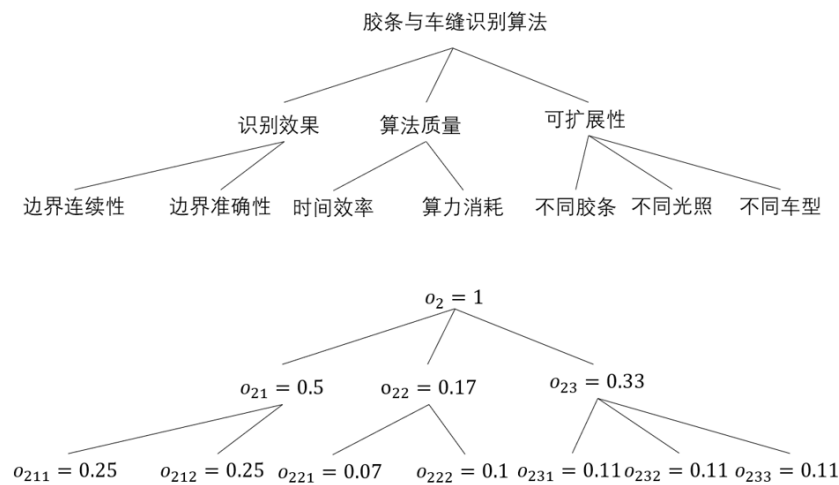 胶条与车缝识别算法
识别效果 算法质量 可扩展性
边界连续性 边界准确性 时间效率 算力消耗 不同胶条 不同光照 不同车型
o₂ = 1
o₂₁ = 0.5 o₂₂ = 0.17 o₂₃ = 0.33
o₂₁₁ = 0.25 o₂₁₂ = 0.25 o₂₂₁ = 0.07 o₂₂₂ = 0.1 o₂₃₁ = 0.11 o₂₃₂ = 0.11 o₂₃₃ = 0.11